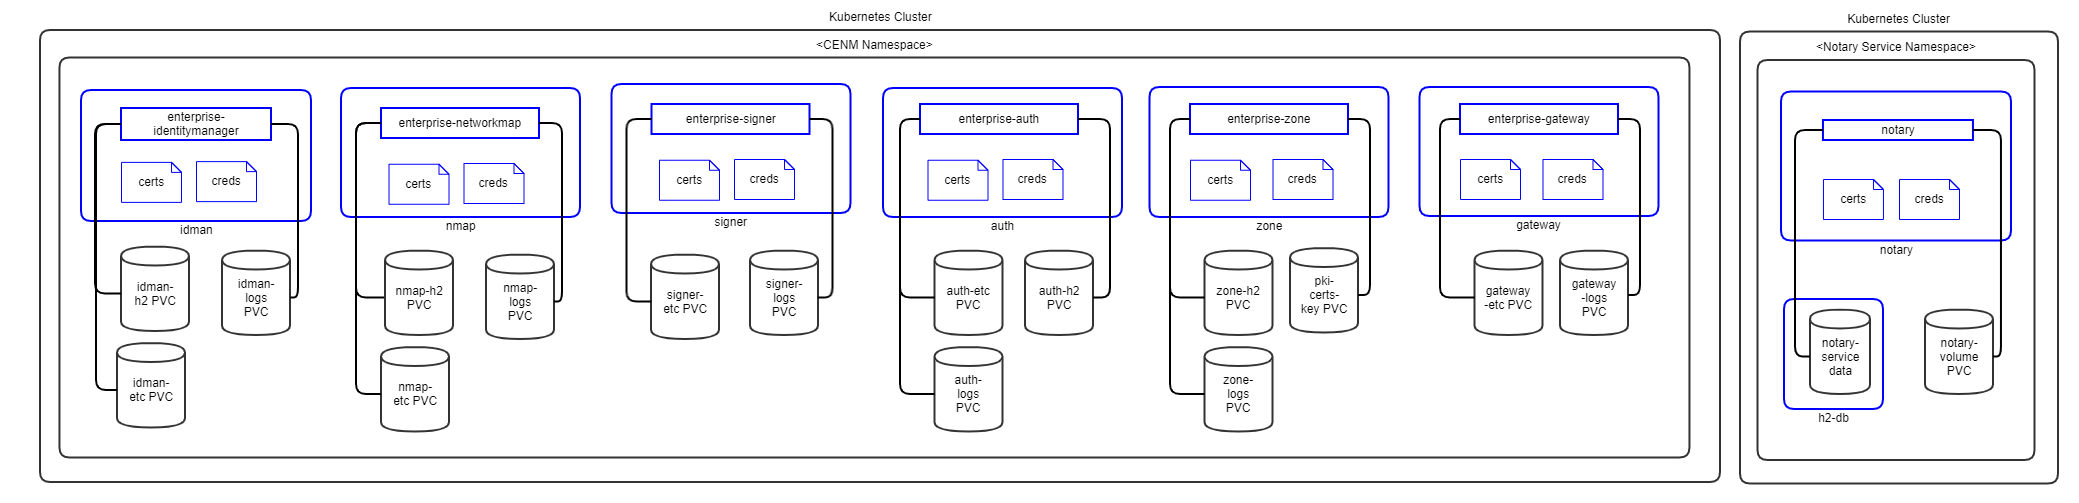 Kubernetes Cluster
<CENM Namespace>
enterprise-
identitymanager
certs
creds
idman
idman-
h2 PVC
idman-
logs
PVC
idman-
etc PVC
enterprise-networkmap
certs
creds
nmap
nmap-h2
PVC
nmap-
logs
PVC
nmap-
etc PVC
enterprise-signer
certs
creds
signer
signer-
etc PVC
signer-
logs
PVC
enterprise-auth
certs
creds
auth
auth-etc
PVC
auth-h2
PVC
auth-
logs
PVC
enterprise-zone
certs
creds
zone
zone-h2
PVC
pki-
certs-
key PVC
zone-
logs
PVC
enterprise-gateway
certs
creds
gateway
gateway
-etc PVC
gateway
-logs
PVC
Kubernetes Cluster
<Notary Service Namespace>
notary
certs
creds
notary
notary-
service
data
h2-db
notary-
volume
PVC